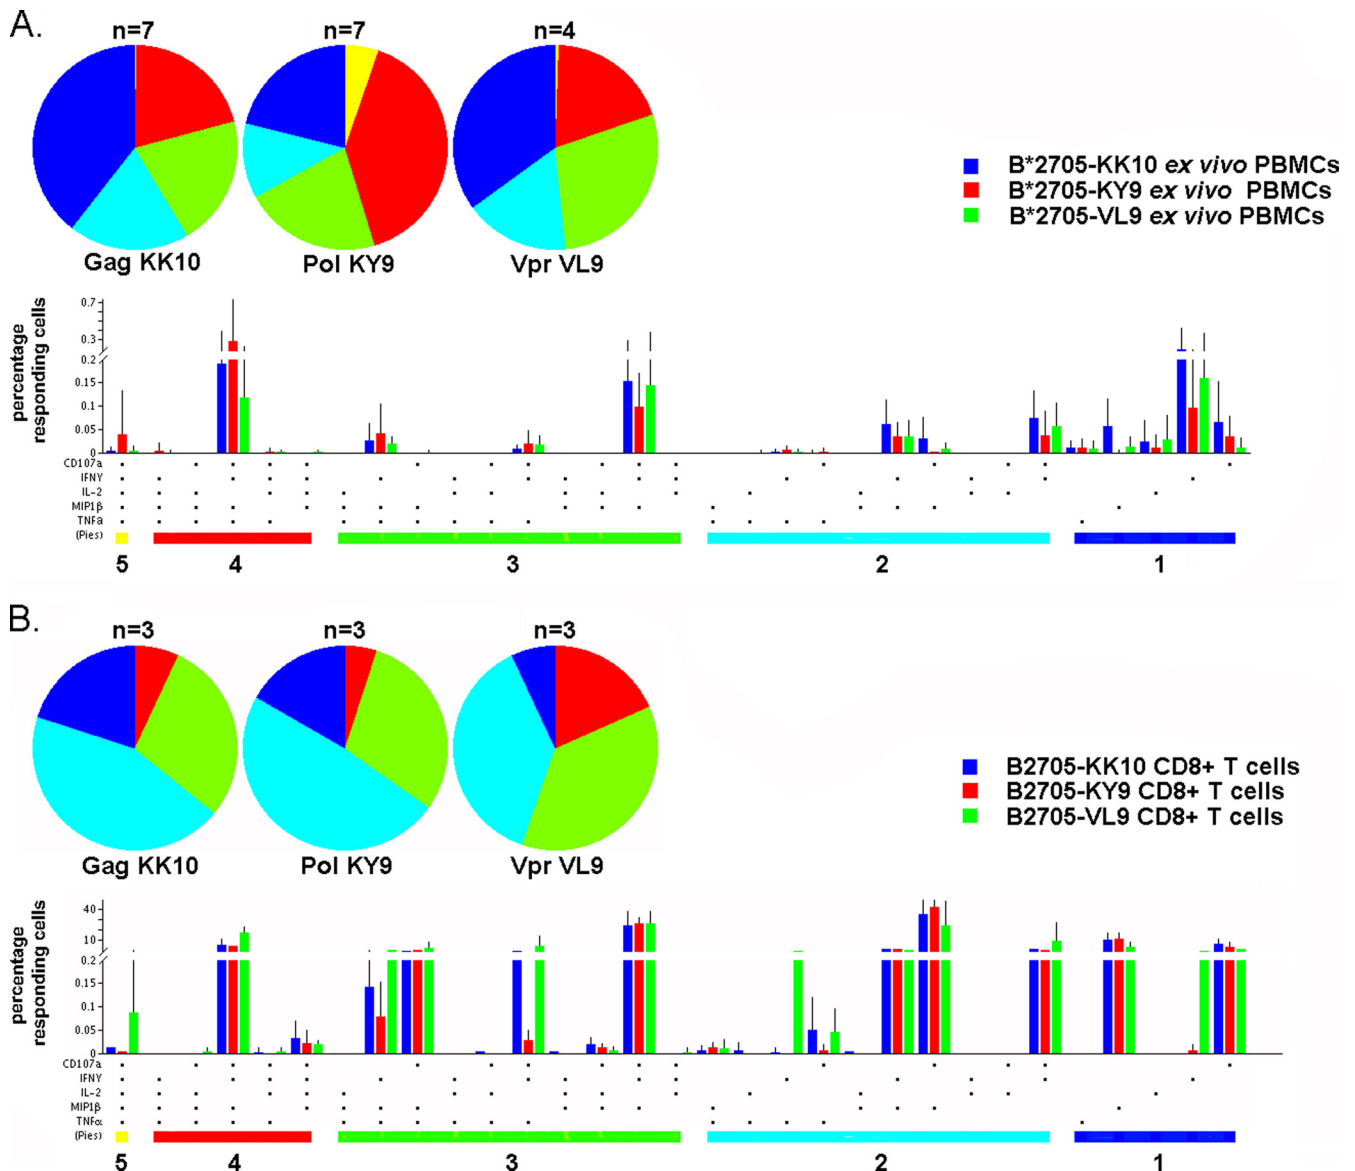 A.
n=7 n=7 n=4
Gag KK10 Pol KY9 Vpr VL9
B*2705-KK10 ex vivo PBMCs
B*2705-KY9 ex vivo PBMCs
B*2705-VL9 ex vivo PBMCs
percentage
responding cells
0.7
0.3
0.2
0.15
0.1
0.05
0
CD107a
IFNY
IL-2
MIP1β
TNFa
(Pies)
5 4 3 2 1
B.
n=3 n=3 n=3
Gag KK10 Pol KY9 Vpr VL9
B2705-KK10 CD8+ T cells
B2705-KY9 CD8+ T cells
B2705-VL9 CD8+ T cells
percentage
responding cells
40
10
0.2
0.15
0.1
0.05
0
CD107a
IFNY
IL-2
MIP1β
TNFα
(Pies)
5 4 3 2 1